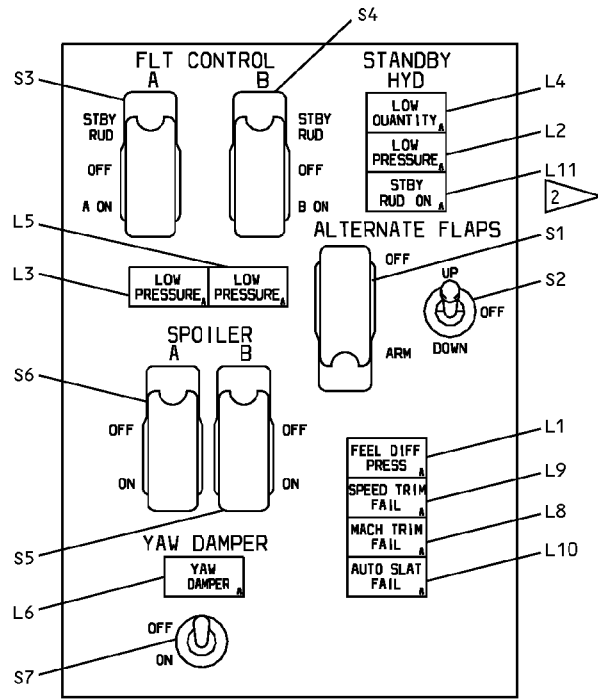 S4
FLT CONTROL
A
B
STANDBY
HYD
S3
STBY
RUD
OFF
A ON
STBY
RUD
OFF
B ON
LOW
QUANTITY A
L4
LOW
PRESSURE A
L2
STBY
RUD ON A
L11
2
L5
L3
LOW
PRESSURE A
LOW
PRESSURE A
ALTERNATE FLAPS
OFF
ARM
S1
UP
OFF
DOWN
S2
SPOILER
A
B
S6
OFF
ON
OFF
ON
S5
FEEL DIFF
PRESS A
L1
SPEED TRIM
FAIL A
L9
MACH TRIM
FAIL A
L8
AUTO SLAT
FAIL A
L10
YAW DAMPER
YAW
DAMPER A
L6
OFF
ON
S7